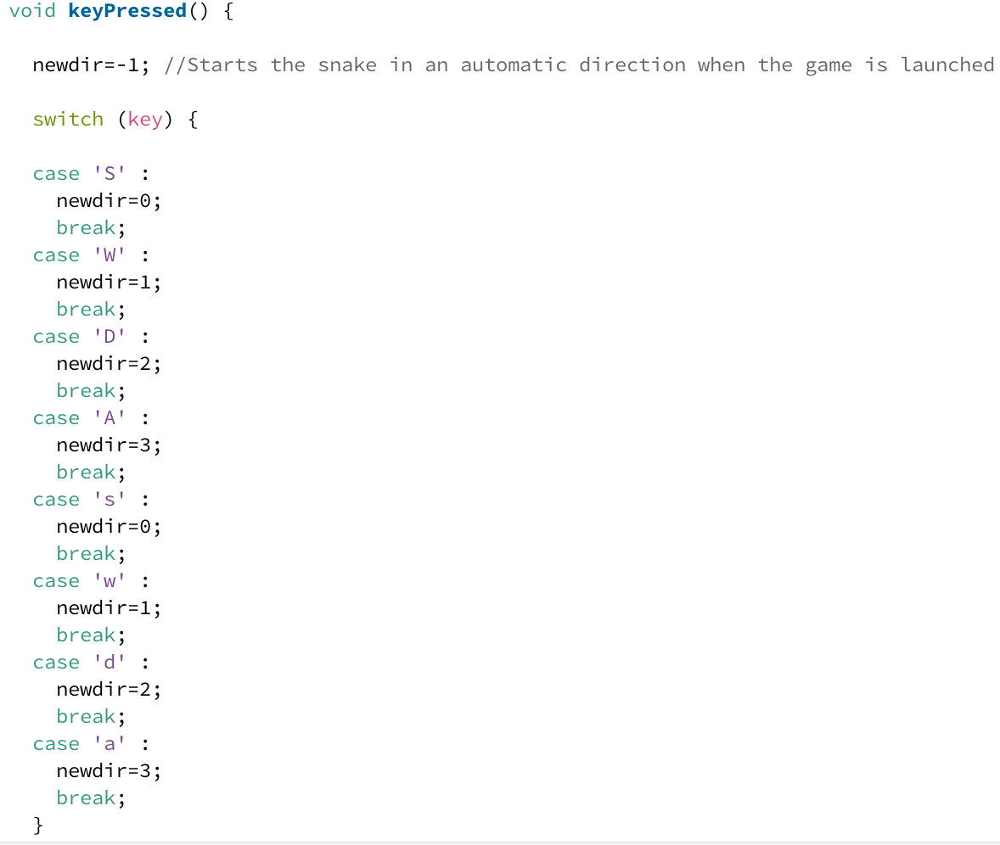 void keyPressed() {
newdir=-1; //Starts the snake in an automatic direction when the game is launched
switch (key) {
case 'S' :
newdir=0;
break;
case 'W' :
newdir=1;
break;
case 'D' :
newdir=2;
break;
case 'A' :
newdir=3;
break;
case 's' :
newdir=0;
break;
case 'w' :
newdir=1;
break;
case 'd' :
newdir=2;
break;
case 'a' :
newdir=3;
break;
}